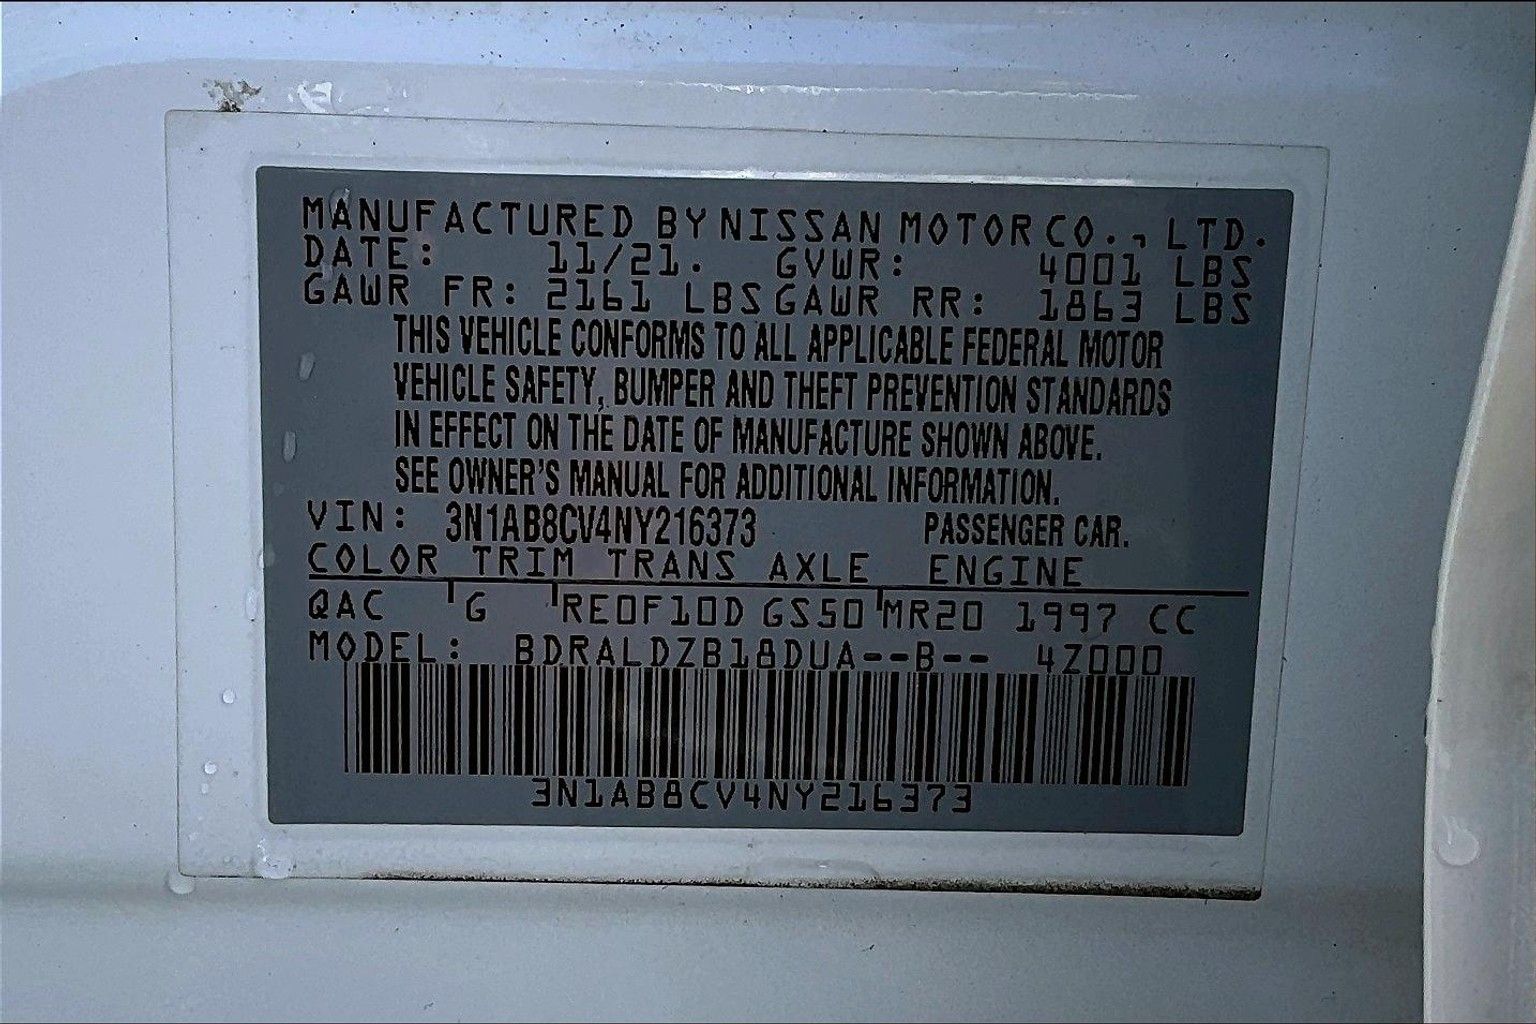 MANUFACTURED BY NISSAN MOTOR CO., LTD.
DATE: 11/21. GVWR: 4001 LBS
GAWR FR: 2161 LBS GAWR RR: 1863 LBS
THIS VEHICLE CONFORMS TO ALL APPLICABLE FEDERAL MOTOR
VEHICLE SAFETY, BUMPER AND THEFT PREVENTION STANDARDS
IN EFFECT ON THE DATE OF MANUFACTURE SHOWN ABOVE.
SEE OWNER'S MANUAL FOR ADDITIONAL INFORMATION.
VIN: 3N1AB8CV4NY216373 PASSENGER CAR.
COLOR TRIM TRANS AXLE ENGINE
QAC G RE0F10D GS50 MR20 1997 CC
MODEL: BDRALDZB18DUA--B-- 4Z000
3N1AB8CV4NY216373